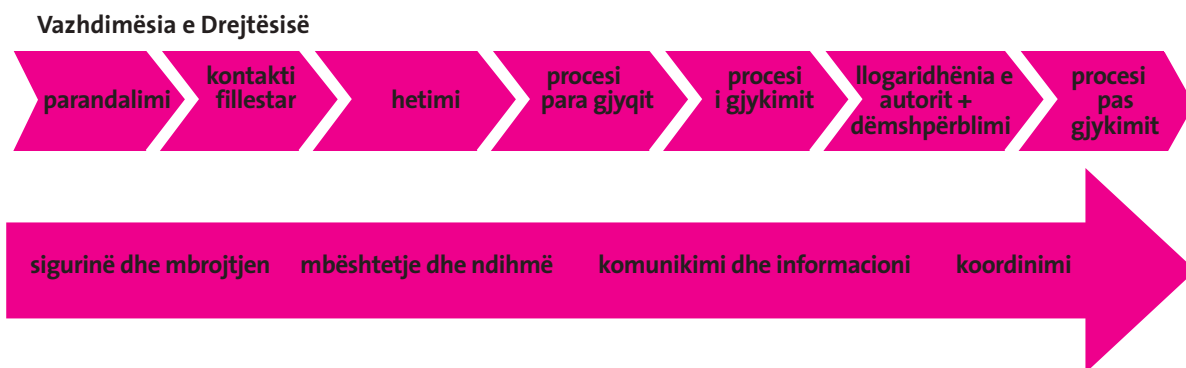 Vazhdimësia e Drejtësisë
parandalimi
kontakti
fillestar
hetimi
procesi
para gjyqit
procesi
i gjykimit
llogaridhënia e
autorit +
dëmshpërblimi
procesi
pas
gjykimit
sigurinë dhe mbrojtjen
mbështetje dhe ndihmë
komunikimi dhe informacioni
koordinimi